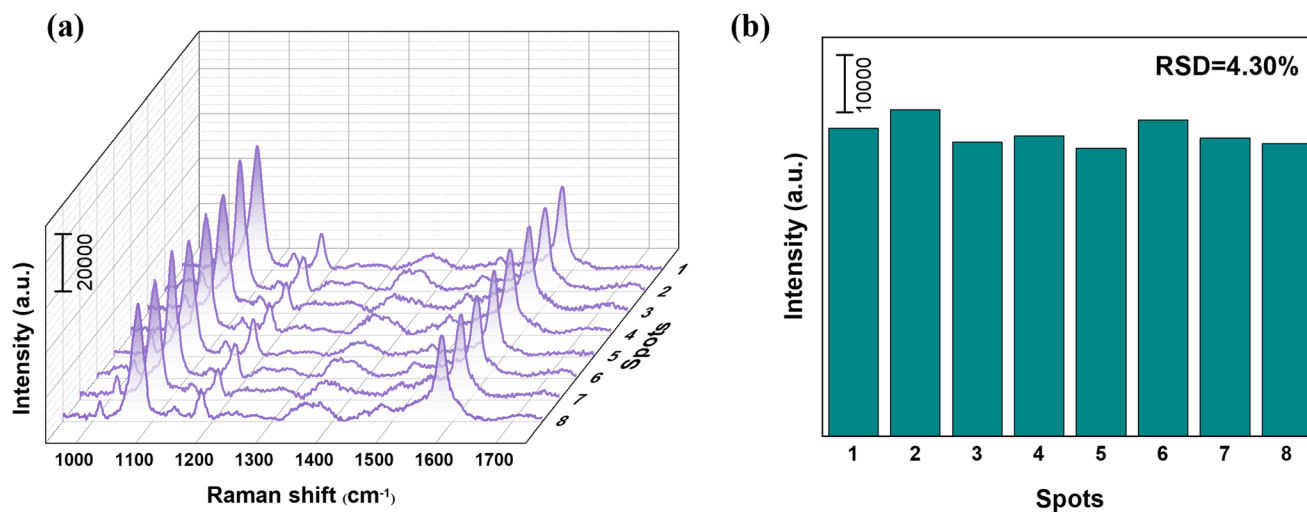 (a)
Intensity (a.u.)
20000
1
2
3
4
5
6
7
8
Spots
1000 1100 1200 1300 1400 1500 1600 1700
Raman shift (cm-1)
(b)
10000
RSD=4.30%
Intensity (a.u.)
1 2 3 4 5 6 7 8
Spots